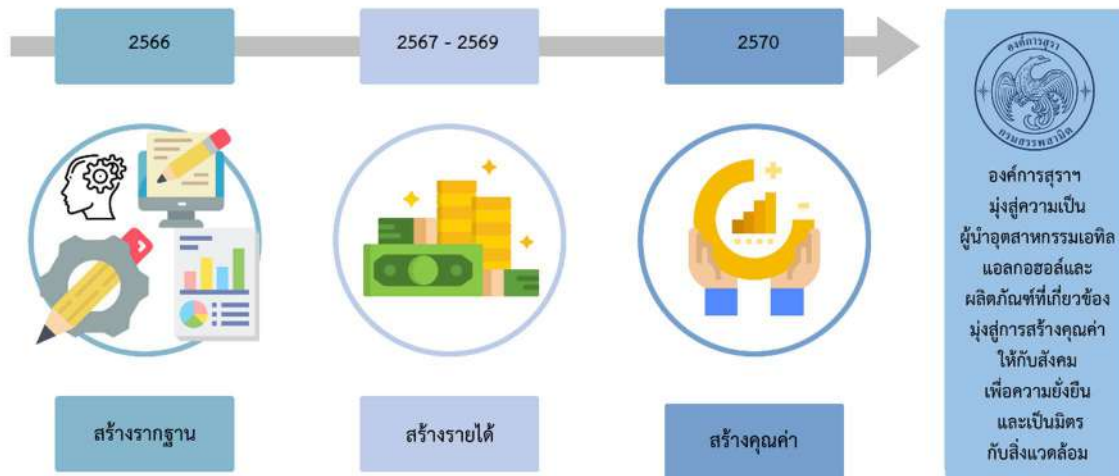 2566
2567 - 2569
2570
สร้างรากฐาน
สร้างรายได้
สร้างคุณค่า
องค์การสุรา
กรมสรรพสามิต
องค์การสุราฯ
มุ่งสู่ความเป็น
ผู้นำอุตสาหกรรมเอทิล
แอลกอฮอล์และ
ผลิตภัณฑ์ที่เกี่ยวข้อง
มุ่งสู่การสร้างคุณค่า
ให้กับสังคม
เพื่อความยั่งยืน
และเป็นมิตร
กับสิ่งแวดล้อม